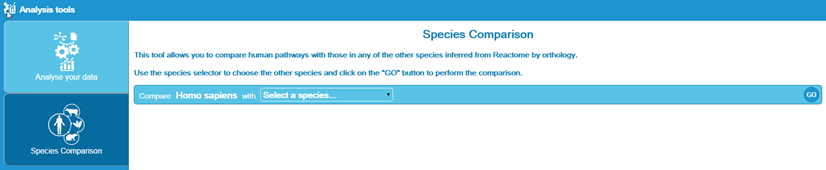 Analysis tools
Analyse your data
Species Comparison
Species Comparison
This tool allows you to compare human pathways with those in any of the other species inferred from Reactome by orthology.
Use the species selector to choose the other species and click on the "GO" button to perform the comparison.
Compare Homo sapiens with Select a species... GO